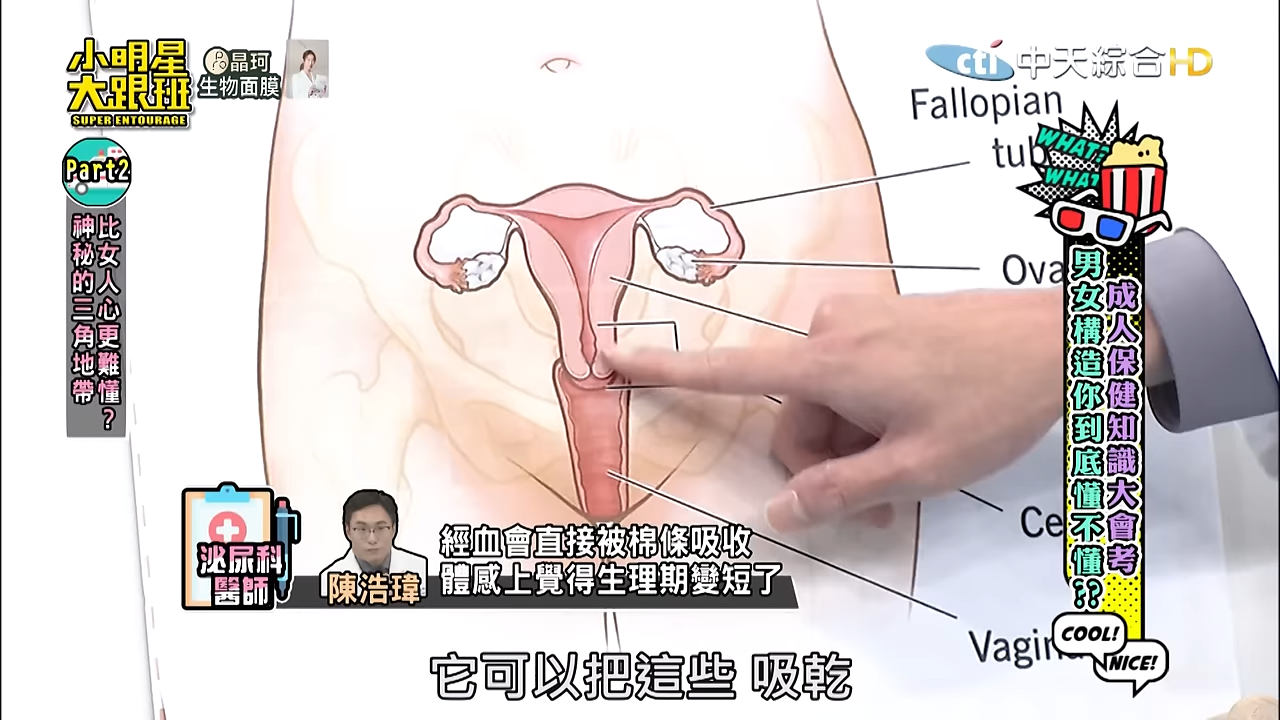 小明星
大跟班
SUPER ENTOURAGE
晶珂
生物面膜
cti 中天綜合HD
Part2
比女人心更難懂？
神秘的三角地帶
WHAT?
WHAT
成人保健知識大會考
男女構造你到底懂不懂??
COOL!
NICE!
Fallopian
tub
Ova
Ce
Vagin
泌尿科
醫師
陳浩瑋
經血會直接被棉條吸收
體感上覺得生理期變短了
它可以把這些 吸乾